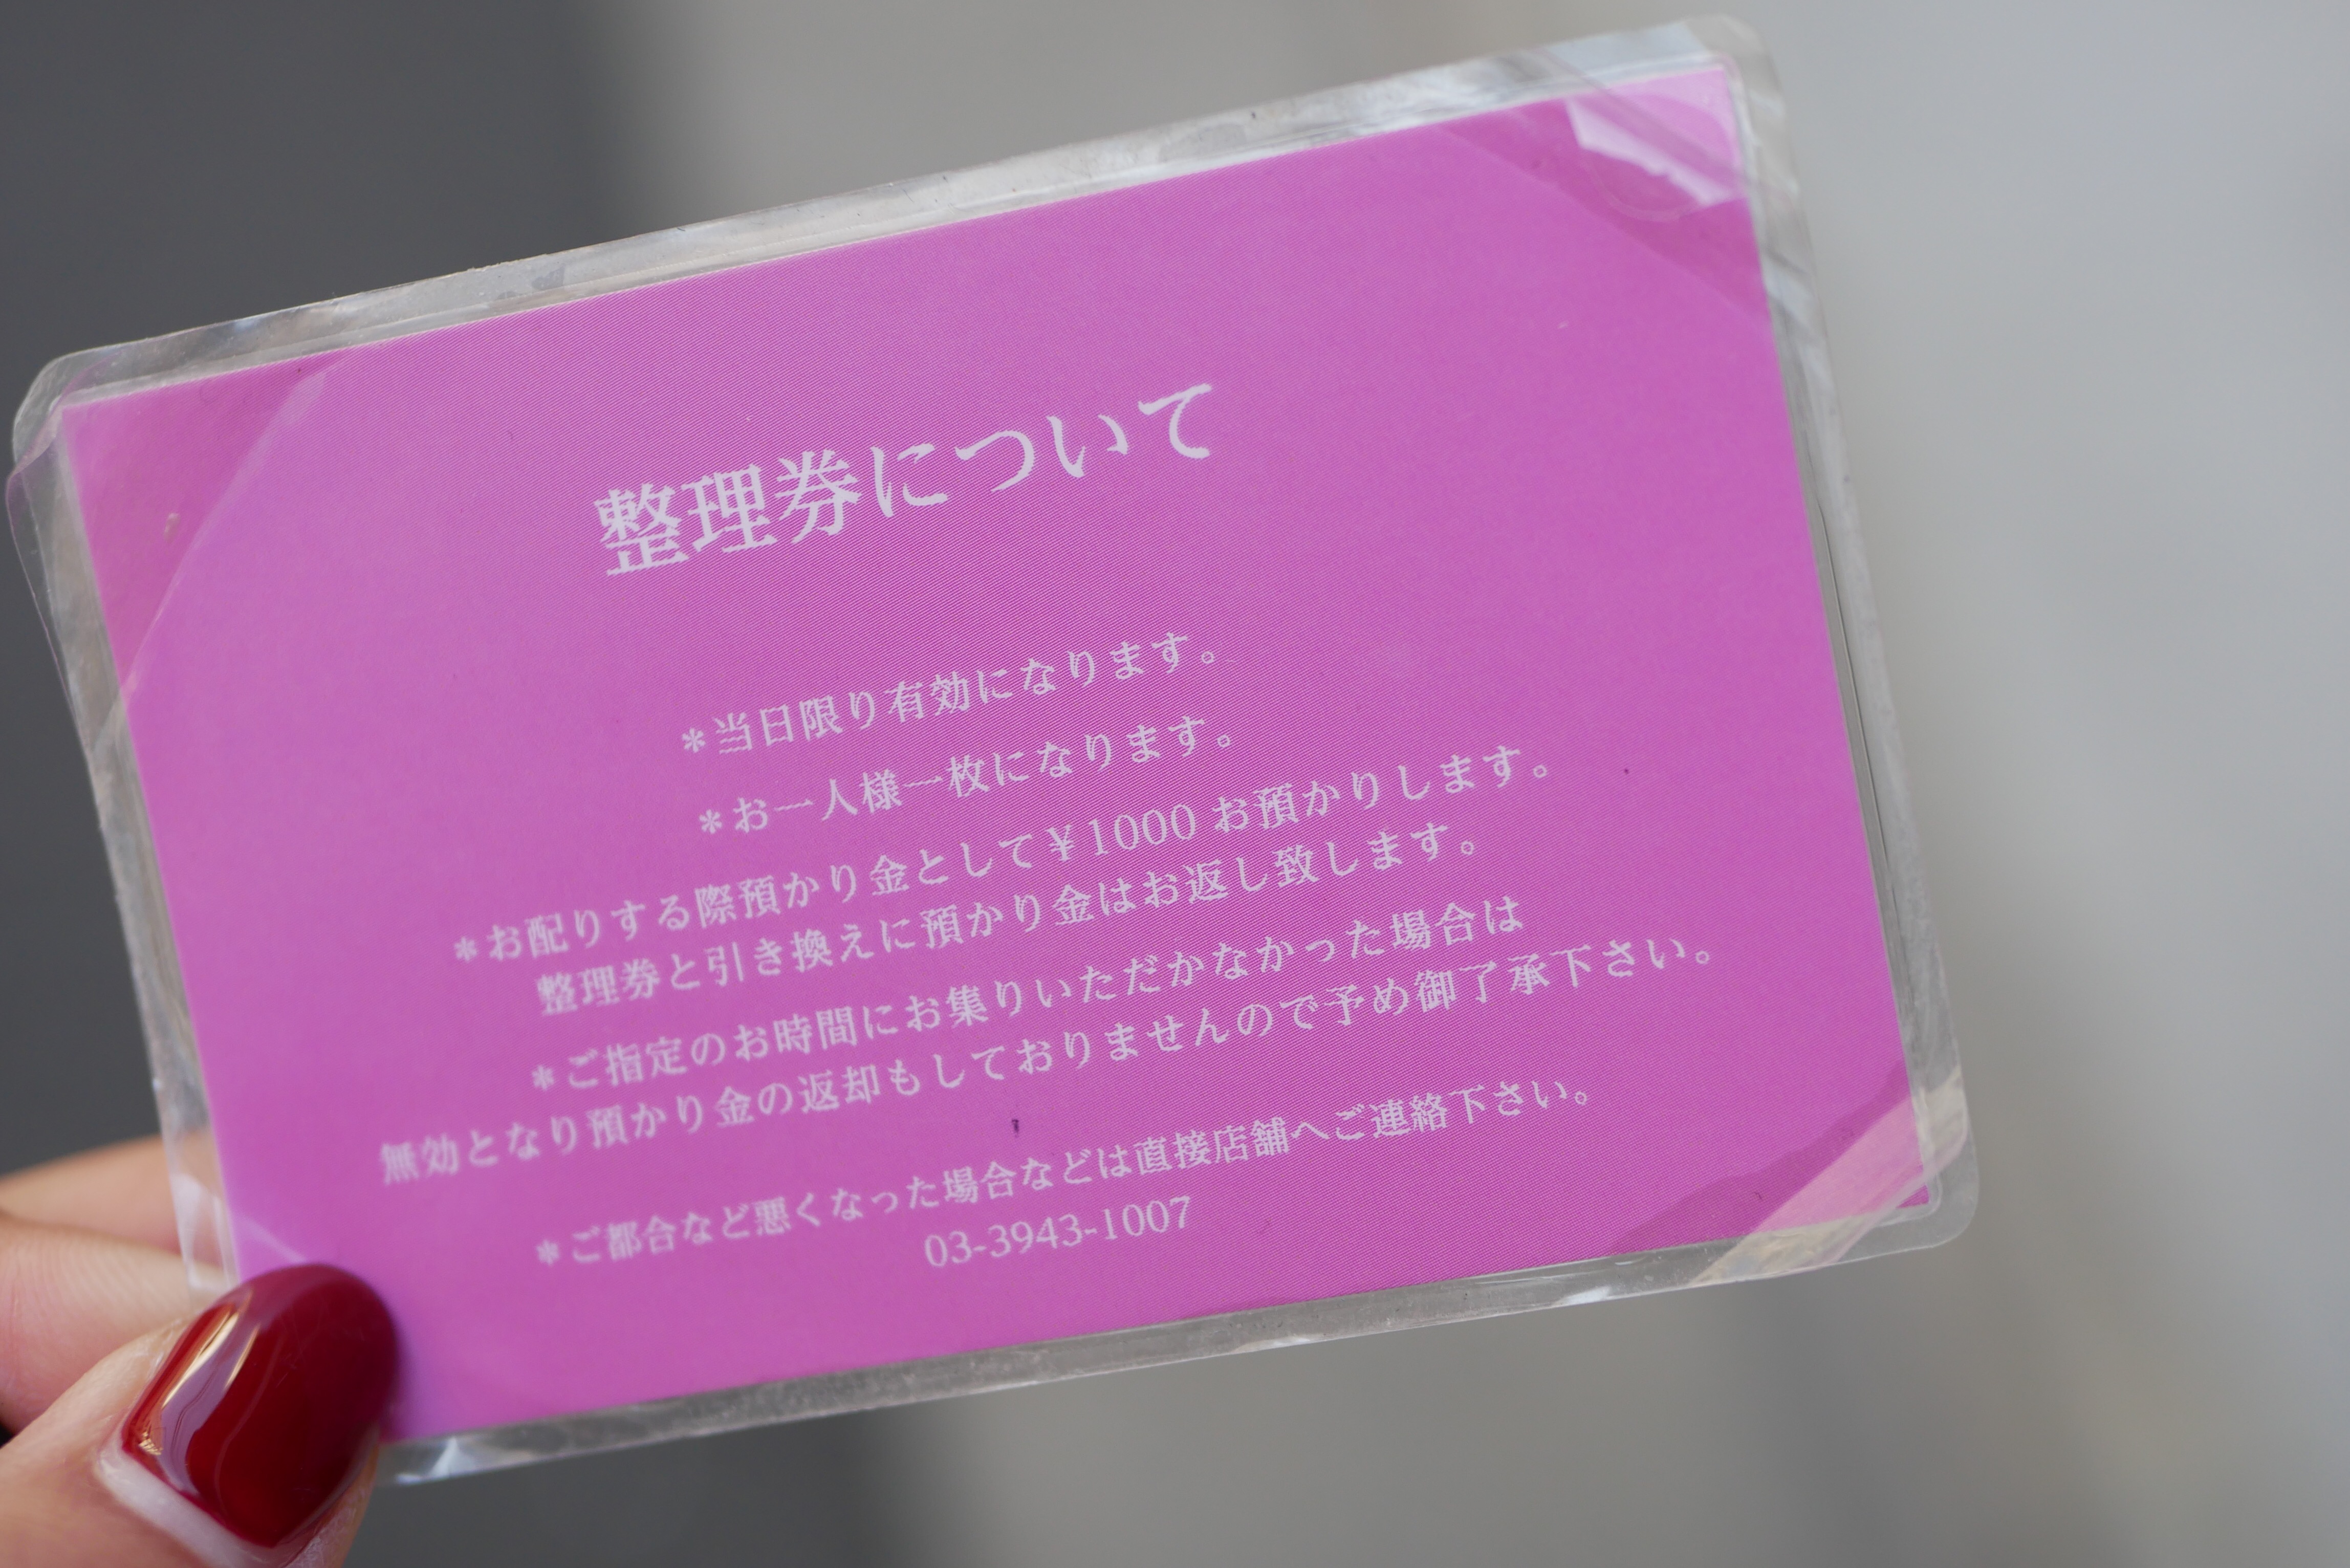 整理券について
＊当日限り有効になります。
＊お一人様一枚になります。
＊お配りする際預かり金として¥1000 お預かりします。
整理券と引き換えに預かり金はお返し致します。
＊ご指定のお時間にお集りいただかなかった場合は
無効となり預かり金の返却もしておりませんので予め御了承下さい。
＊ご都合など悪くなった場合などは直接店舗へご連絡下さい。
03-3943-1007